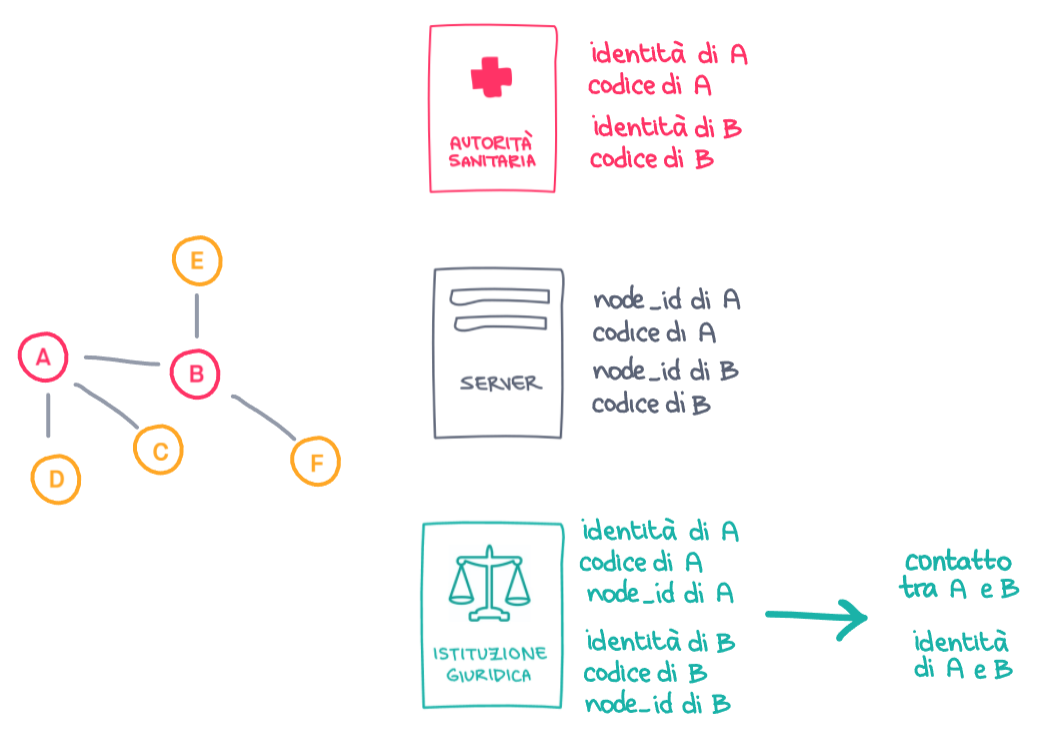 AUTORITÀ
SANITARIA
identità di A
codice di A
identità di B
codice di B
E
A
B
C
D
F
SERVER
node_id di A
codice di A
node_id di B
codice di B
ISTITUZIONE
GIURIDICA
identità di A
codice di A
node_id di A
identità di B
codice di B
node_id di B
contatto
tra A e B
identità
di A e B